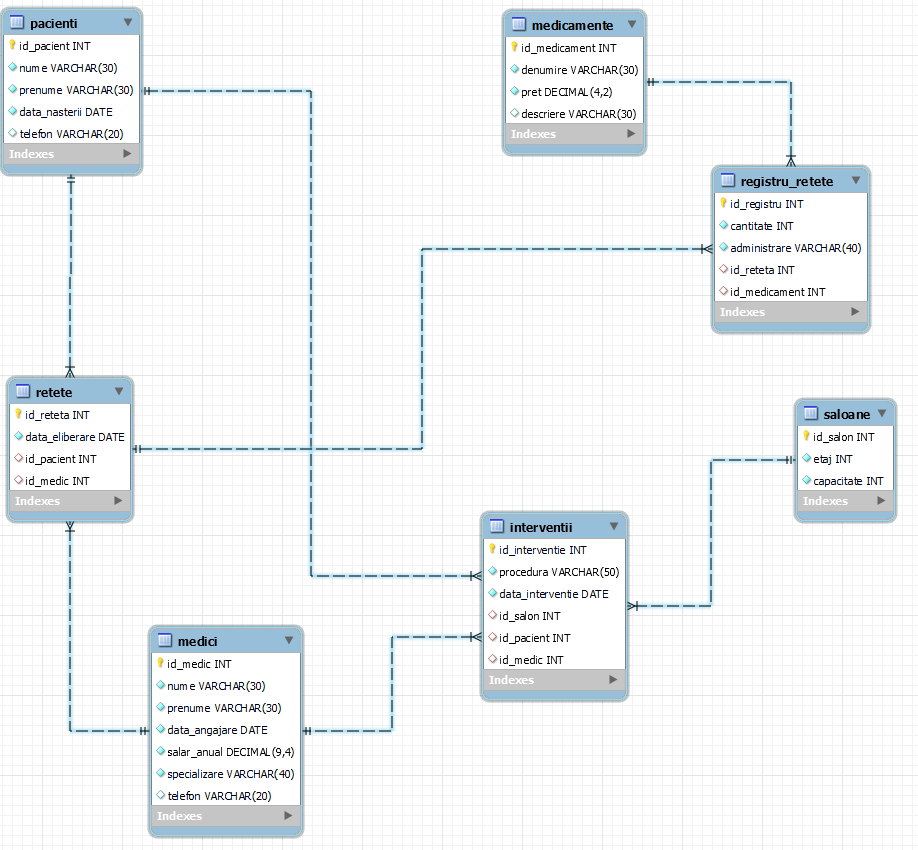 pacienti
id_pacient INT
nume VARCHAR(30)
prenume VARCHAR(30)
data_nasterii DATE
telefon VARCHAR(20)
Indexes
medicamente
id_medicament INT
denumire VARCHAR(30)
pret DECIMAL(4,2)
descriere VARCHAR(30)
Indexes
registru_retete
id_registru INT
cantitate INT
administrare VARCHAR(40)
id_reteta INT
id_medicament INT
Indexes
retete
id_reteta INT
data_eliberare DATE
id_pacient INT
id_medic INT
Indexes
saloane
id_salon INT
etaj INT
capacitate INT
Indexes
interventii
id_interventie INT
procedura VARCHAR(50)
data_interventie DATE
id_salon INT
id_pacient INT
id_medic INT
Indexes
medici
id_medic INT
nume VARCHAR(30)
prenume VARCHAR(30)
data_angajare DATE
salar_anual DECIMAL(9,4)
specializare VARCHAR(40)
telefon VARCHAR(20)
Indexes